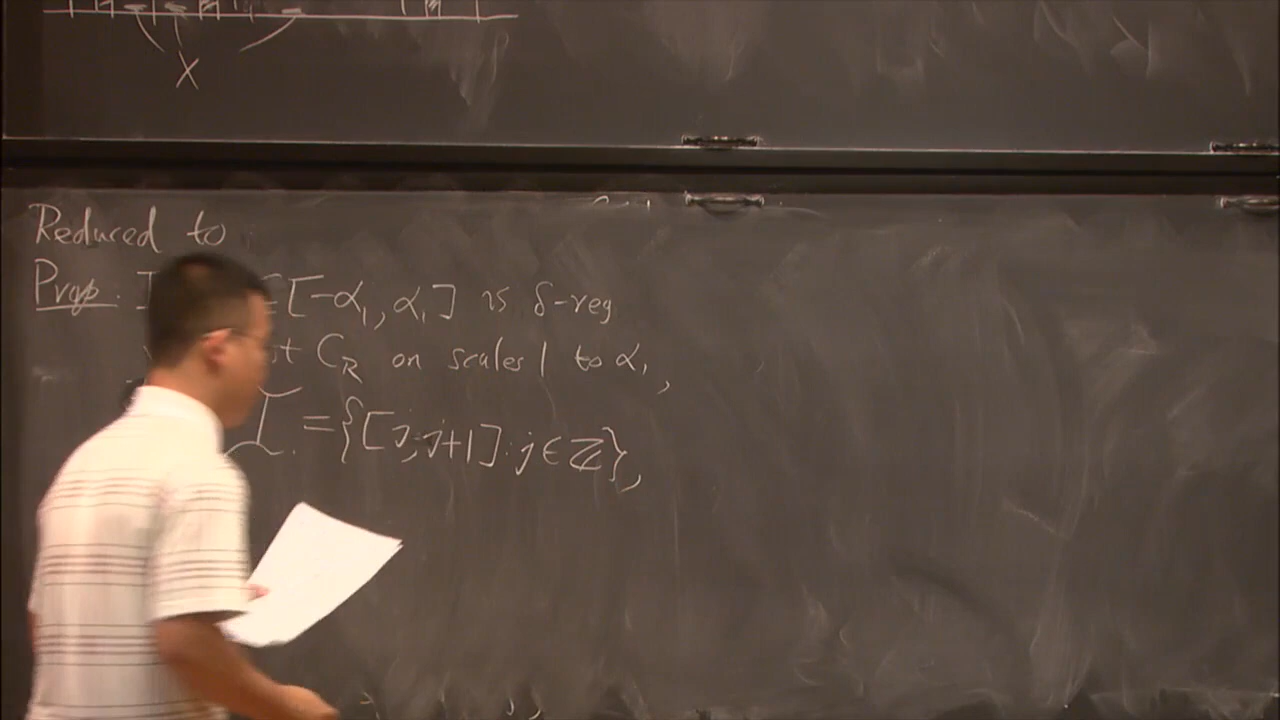 X
Reduced to
Prop. [-α₁, α₁] is δ-reg
C_R on scales 1 to α₁,
I = {[j, j+1] : j ∈ ℤ},